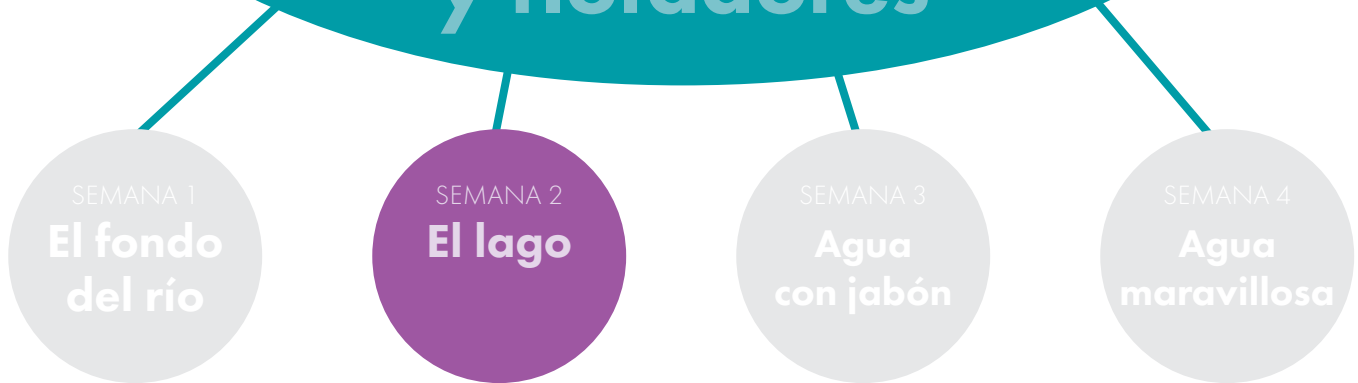 y
SEMANA 1
El fondo
del río
SEMANA 2
El lago
SEMANA 3
Agua
con jabón
SEMANA 4
Agua
maravillosa